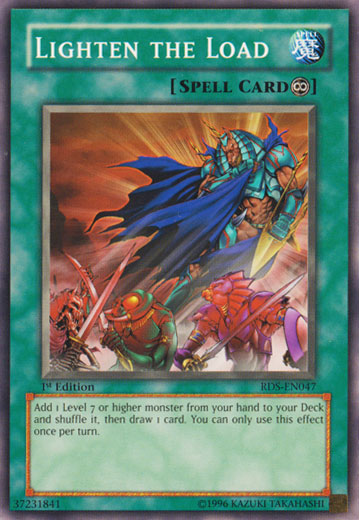 LIGHTEN THE LOAD
SPELL
魔
[SPELL CARD]
1st Edition
RDS-EN047
Add 1 Level 7 or higher monster from your hand to your Deck
and shuffle it, then draw 1 card. You can only use this effect
once per turn.
37231841
©1996 KAZUKI TAKAHASHI